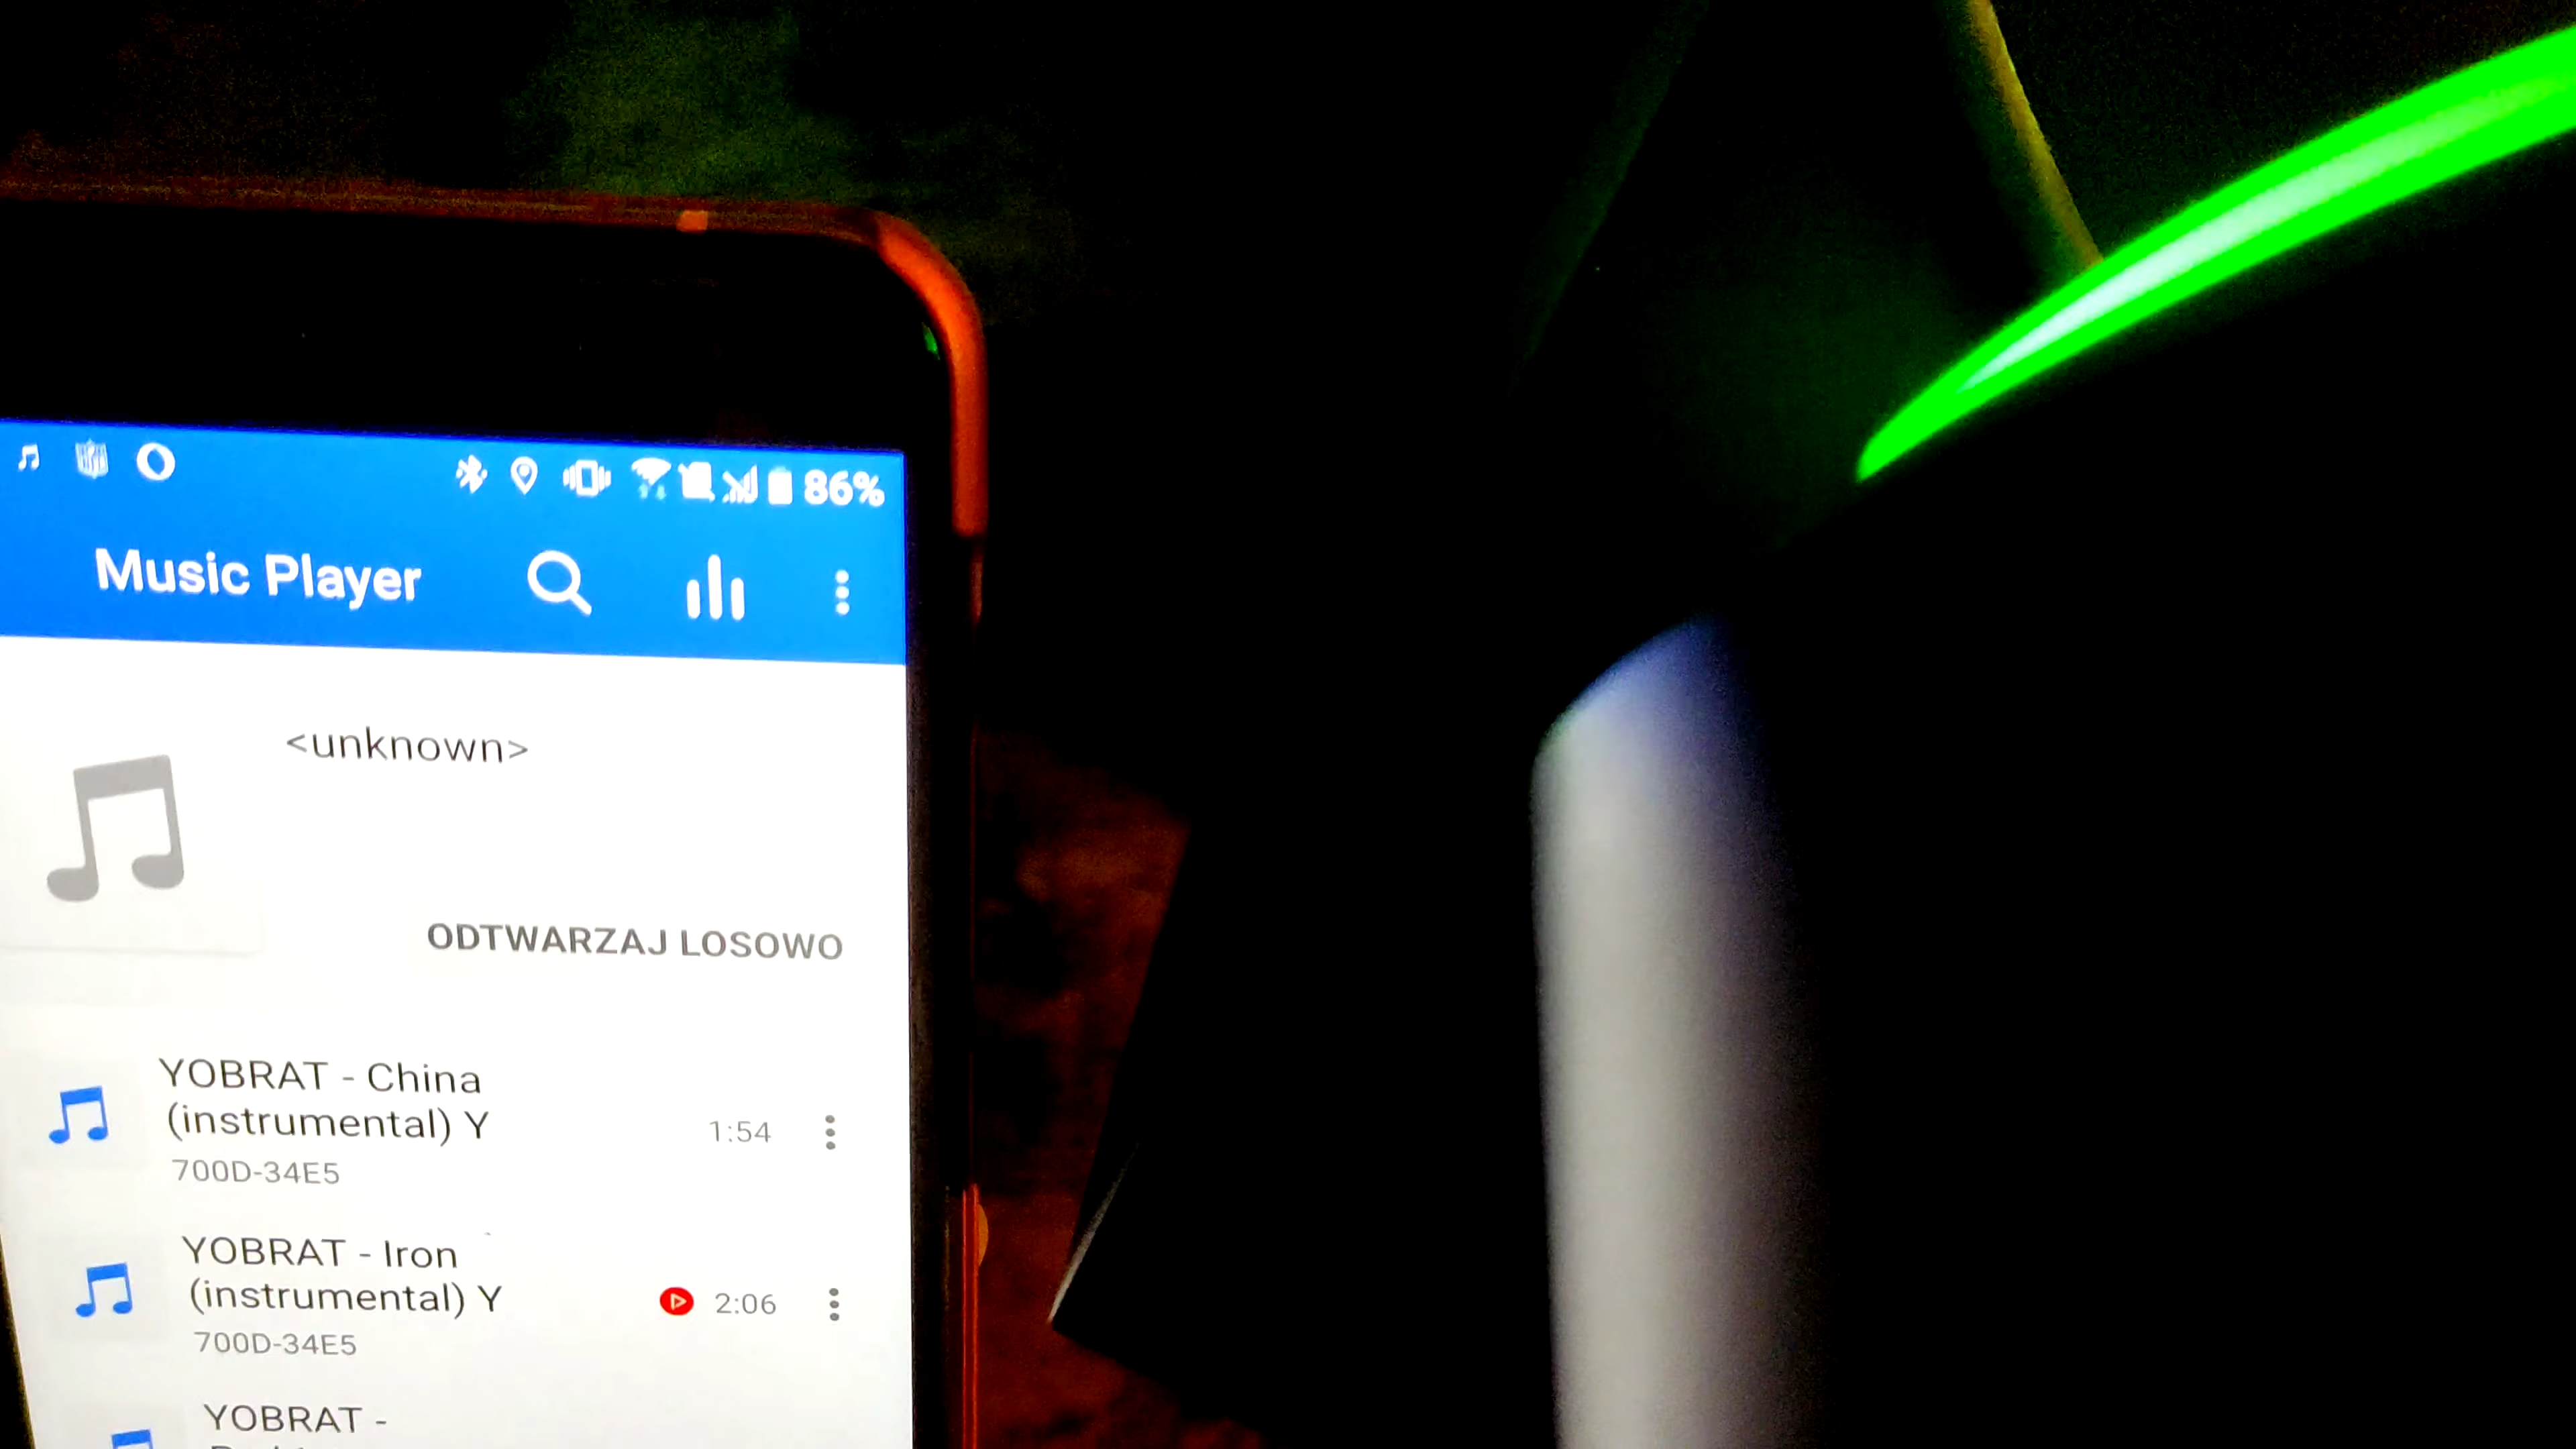 86%
Music Player
<unknown>
ODTWARZAJ LOSOWO
YOBRAT - China
(instrumental) Y
1:54
700D-34E5
YOBRAT - Iron
(instrumental) Y
2:06
700D-34E5
YOBRAT -